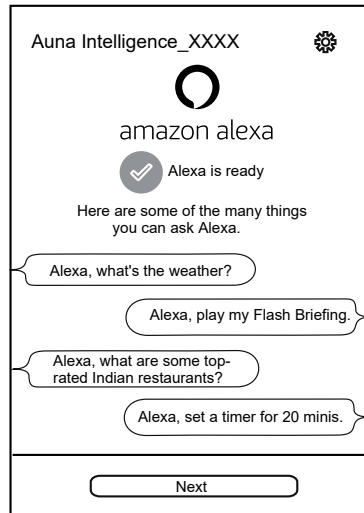 Auna Intelligence_XXXX
amazon alexa
Alexa is ready
Here are some of the many things
you can ask Alexa.
Alexa, what's the weather?
Alexa, play my Flash Briefing.
Alexa, what are some top-
rated Indian restaurants?
Alexa, set a timer for 20 minis.
Next